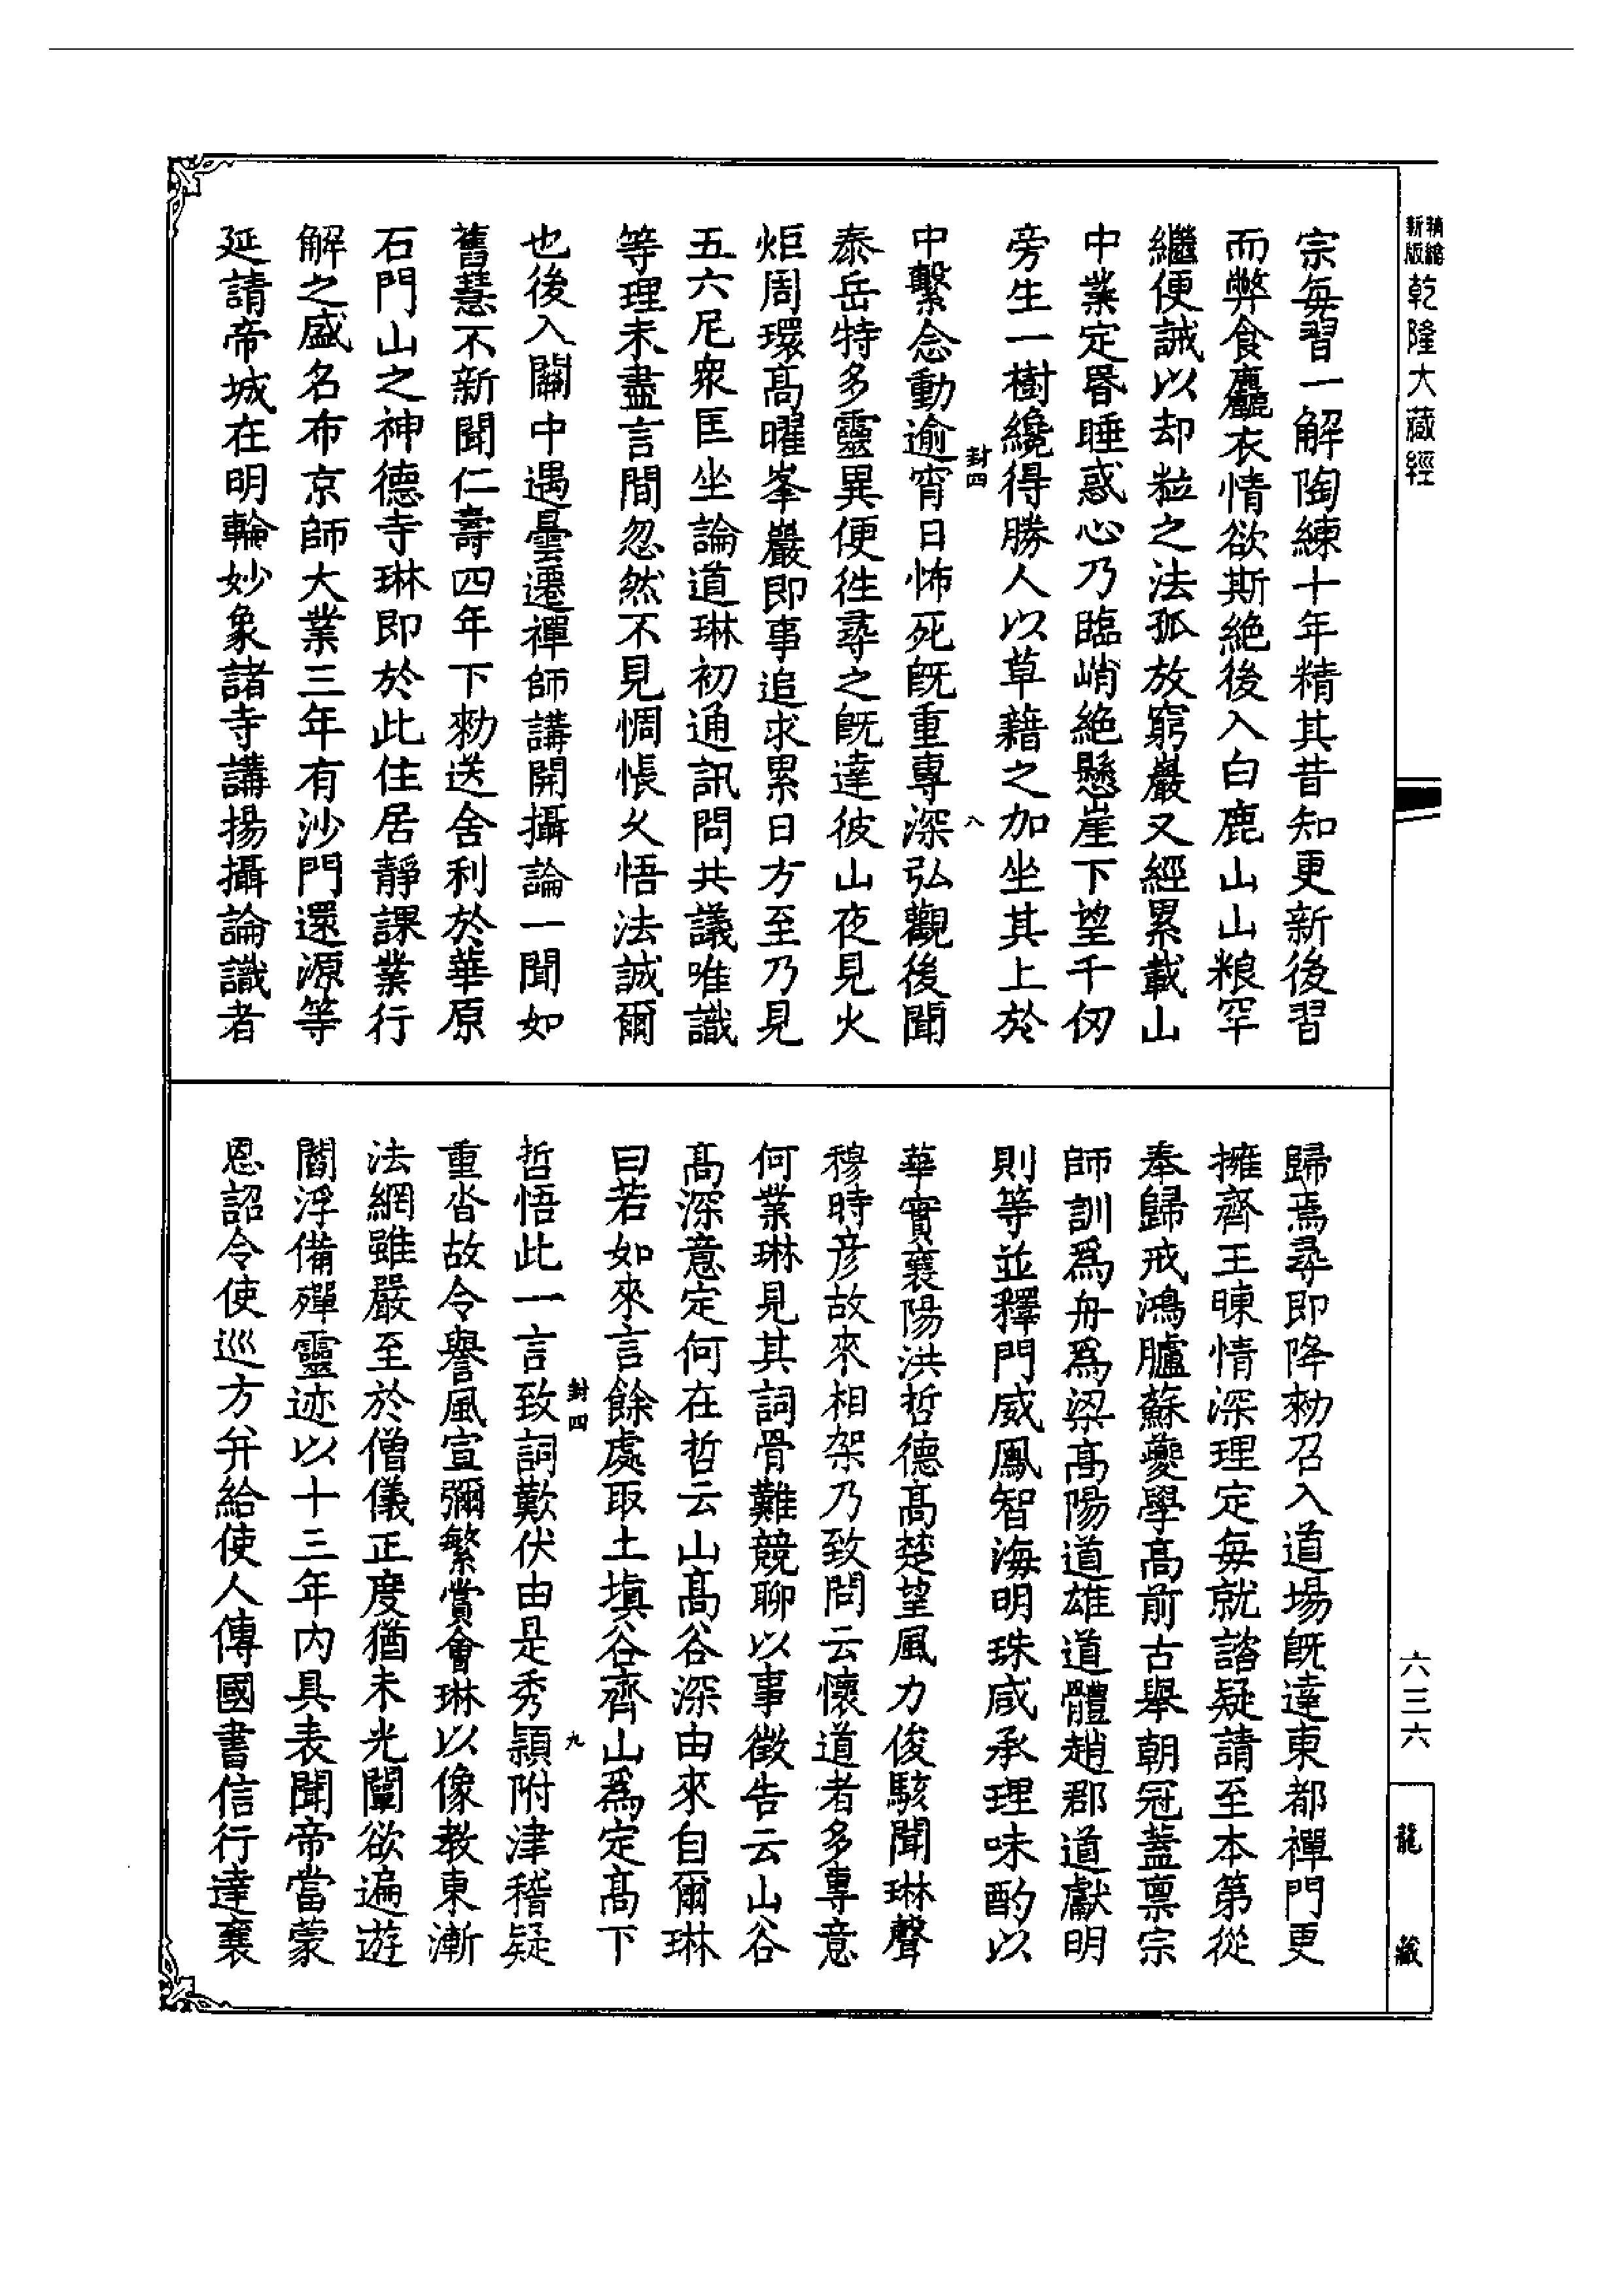 新版精縮乾隆大藏經
宗每習一解陶練十年精其昔知更新後習
而弊食麤衣情欲斯絕後入白鹿山山粮罕
繼便誡以却粒之法孤放窮巖又經累載山
中業定昬睡惑心乃臨峭絕懸崖下望千仞
旁生一樹纔得勝人以草藉之加坐其上於
封四
八
中繫念動逾宵日怖死旣重專深弘觀後聞
泰岳特多靈異便徃尋之旣達彼山夜見火
炬周環髙曜峯巖即事追求累日方至乃見
五六尼衆匡坐論道琳初通訊問共議唯識
等理未盡言間忽然不見惆悵乆悟法誠爾
也後入關中遇曇遷禪師講開攝論一聞如
舊慧不新聞仁壽四年下勑送舍利於華原
石門山之神德寺琳即於此住居靜課業行
解之盛名布京師大業三年有沙門還源等
延請帝城在明輪妙象諸寺講揚攝論識者
歸焉尋即降勑召入道場旣達東都禪門更
擁齊王暕情深理定每就諮疑請至本第從
奉歸戒鴻臚蘇夔學髙前古舉朝冠葢禀宗
師訓爲舟爲梁髙陽道雄道體趙郡道獻明
則等並釋門威鳳智海明珠咸承理味酌以
華實襄陽洪哲德髙楚望風力俊駭聞琳聲
穆時彦故來相架乃致問云懷道者多專意
何業琳見其詞骨難競聊以事徵告云山谷
髙深意定何在哲云山髙谷深由來自爾琳
曰若如來言餘處取土塡谷齊山爲定髙下
封四
九
哲悟此一言致詞歎伏由是秀頴附津稽疑
重沓故令譽風宣彌繁賞會琳以像教東漸
法網雖嚴至於僧儀正度猶未光闡欲遍遊
閻浮備殫靈迹以十三年內具表聞帝當蒙
恩詔令使巡方幷給使人傳國書信行達襄
六三六
龍藏